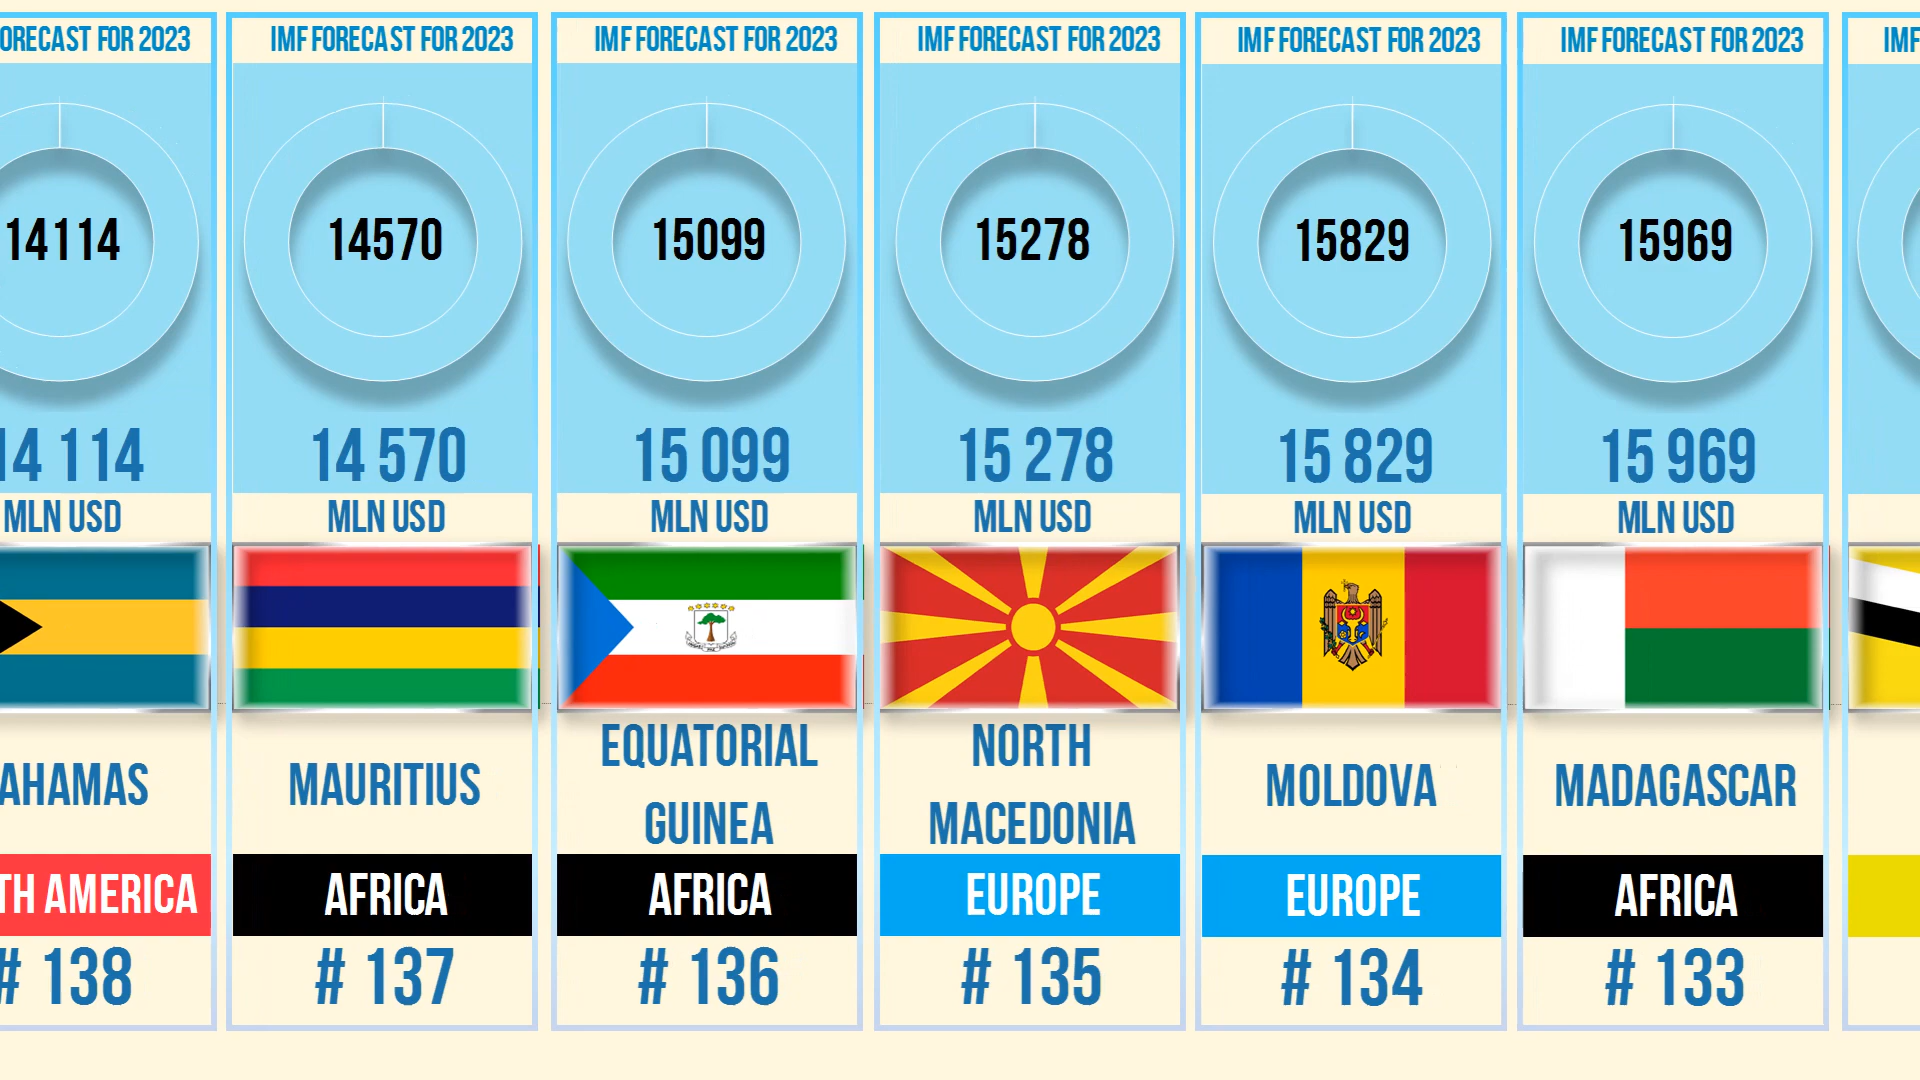 ORECAST FOR 2023
14114
14 114
MLN USD
AHAMAS
TH AMERICA
# 138
IMF FORECAST FOR 2023
14570
14 570
MLN USD
MAURITIUS
AFRICA
# 137
IMF FORECAST FOR 2023
15099
15 099
MLN USD
EQUATORIAL
GUINEA
AFRICA
# 136
IMF FORECAST FOR 2023
15278
15 278
MLN USD
NORTH
MACEDONIA
EUROPE
# 135
IMF FORECAST FOR 2023
15829
15 829
MLN USD
MOLDOVA
EUROPE
# 134
IMF FORECAST FOR 2023
15969
15 969
MLN USD
MADAGASCAR
AFRICA
# 133
IMF